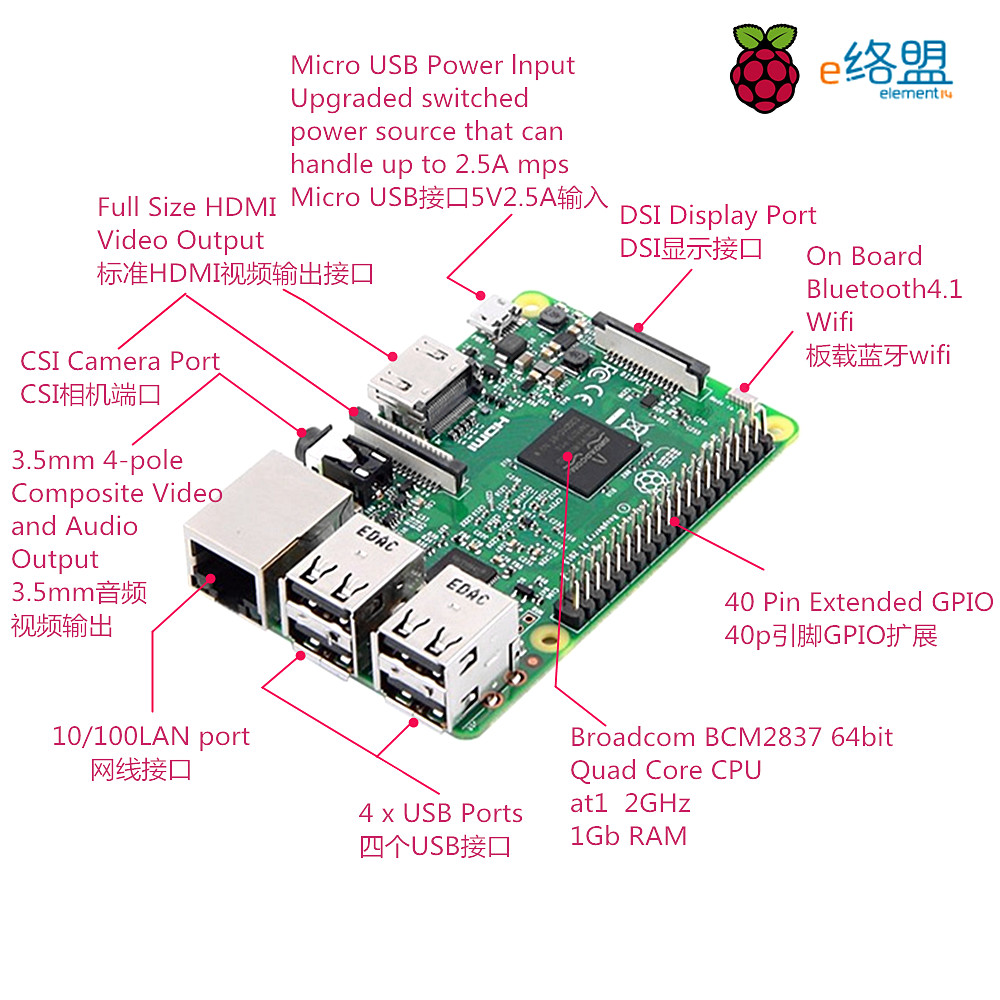 e络盟
element14
Micro USB Power Input
Upgraded switched
power source that can
handle up to 2.5A mps
Micro USB接口5V2.5A输入
Full Size HDMI
Video Output
标准HDMI视频输出接口
DSI Display Port
DSI显示接口
On Board
Bluetooth4.1
Wifi
板载蓝牙wifi
CSI Camera Port
CSI相机端口
3.5mm 4-pole
Composite Video
and Audio
Output
3.5mm音频
视频输出
HDMI
EDAC
EDAC
40 Pin Extended GPIO
40p引脚GPIO扩展
10/100LAN port
网线接口
4 x USB Ports
四个USB接口
Broadcom BCM2837 64bit
Quad Core CPU
at1 2GHz
1Gb RAM